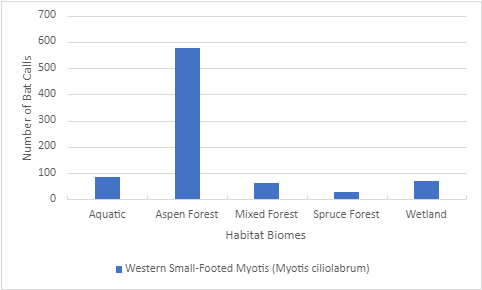 700
600
500
400
300
200
100
0
Number of Bat Calls
Aquatic Aspen Forest Mixed Forest Spruce Forest Wetland
Habitat Biomes
Western Small-Footed Myotis (Myotis ciliolabrum)